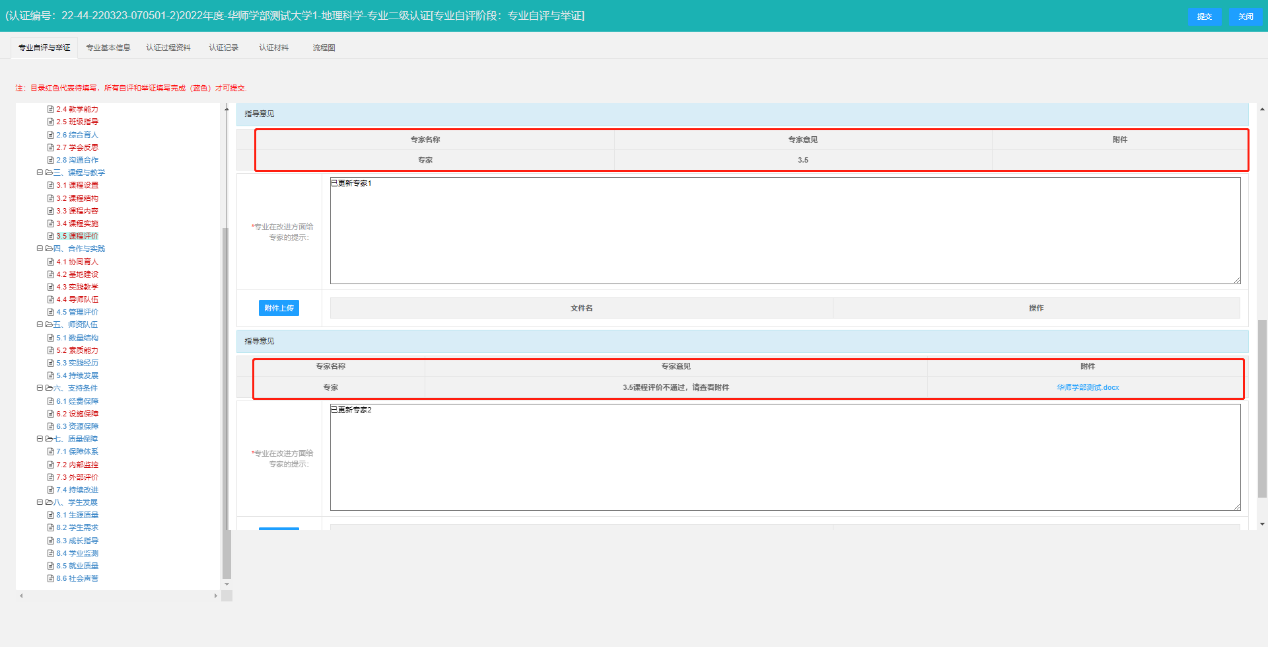 (认证编号：22-44-220323-070501-2)2022年度-华师学部测试大学1-地理科学-专业二级认证[专业自评阶段：专业自评与举证]
提交 关闭
专业自评与举证 专业基本信息 认证过程资料 认证记录 认证材料 流程图
注：目录红色代表待填写，所有自评和举证填写完成（蓝色）才可提交
2.4 教学能力
2.5 班级指导
2.6 综合育人
2.7 学会反思
2.8 沟通合作
三、课程与教学
3.1 课程设置
3.2 课程结构
3.3 课程内容
3.4 课程实施
3.5 课程评价
四、合作与实践
4.1 协同育人
4.2 基地建设
4.3 实践教学
4.4 导师队伍
4.5 管理评价
五、师资队伍
5.1 数量结构
5.2 素质能力
5.3 实践经历
5.4 持续发展
六、支持条件
6.1 经费保障
6.2 设施保障
6.3 资源保障
七、质量保障
7.1 保障体系
7.2 内部监控
7.3 外部评价
7.4 持续改进
八、学生发展
8.1 生源质量
8.2 学生需求
8.3 成长指导
8.4 学业监测
8.5 就业质量
8.6 社会声誉
指导意见
专家名称 专家意见 附件
专家 3.5
*专业在改进方面给
专家的提示：
已更新专家1
附件上传 文件名 操作
指导意见
专家名称 专家意见 附件
专家 3.5课程评价不通过，请查看附件 华师学部测试.docx
*专业在改进方面给
专家的提示：
已更新专家2